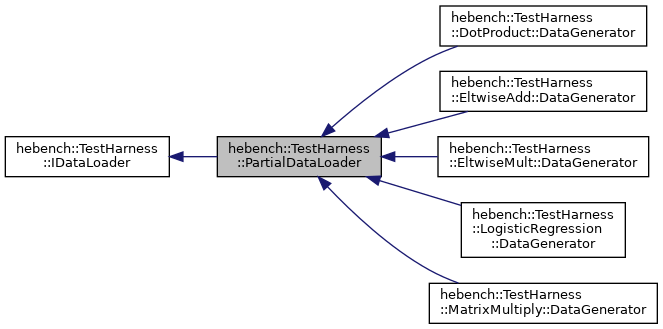 hebench::TestHarness
::IDataLoader
hebench::TestHarness
::PartialDataLoader
hebench::TestHarness
::DotProduct::DataGenerator
hebench::TestHarness
::EltwiseAdd::DataGenerator
hebench::TestHarness
::EltwiseMult::DataGenerator
hebench::TestHarness
::LogisticRegression
::DataGenerator
hebench::TestHarness
::MatrixMultiply::DataGenerator